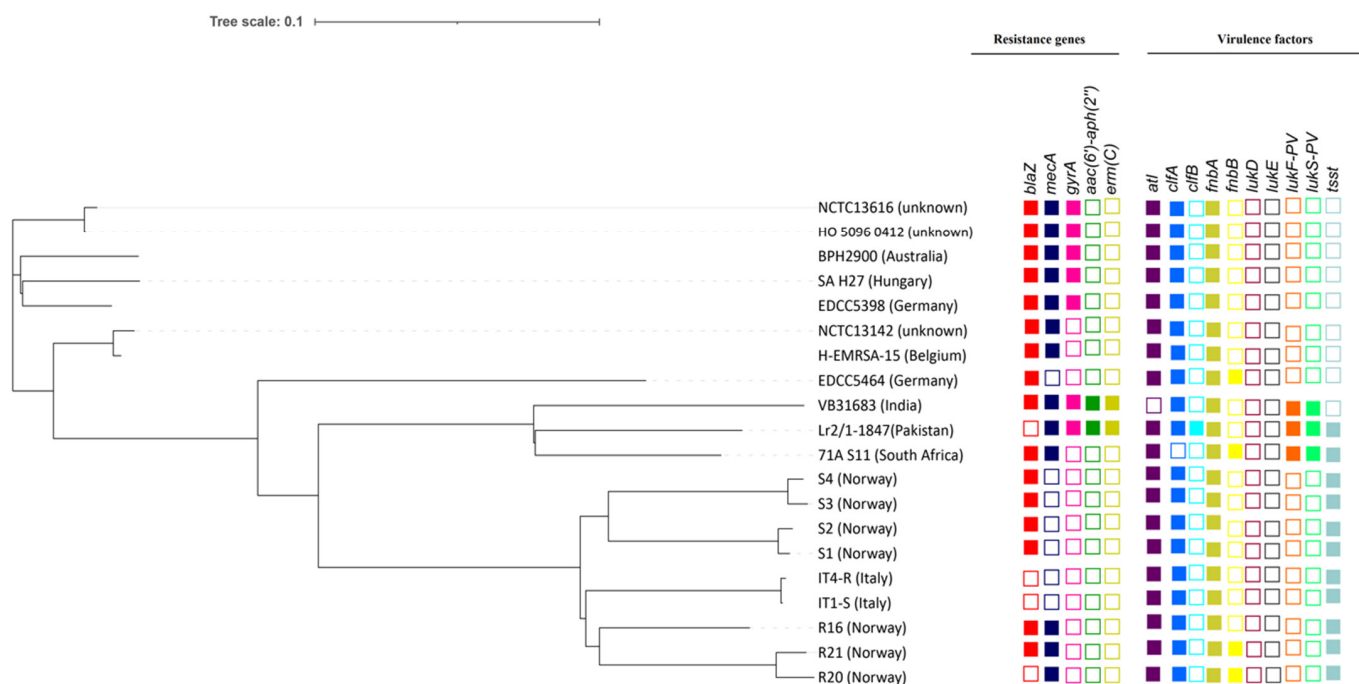 Tree scale: 0.1
Resistance genes
Virulence factors
blaZ
mecA
gyrA
aac(6')-aph(2'')
erm(C)
atl
clfA
clfB
fnbA
fnbB
lukD
lukE
lukF-PV
lukS-PV
tsst
NCTC13616 (unknown)
HO 5096 0412 (unknown)
BPH2900 (Australia)
SA H27 (Hungary)
EDCC5398 (Germany)
NCTC13142 (unknown)
H-EMRSA-15 (Belgium)
EDCC5464 (Germany)
VB31683 (India)
Lr2/1-1847(Pakistan)
71A S11 (South Africa)
S4 (Norway)
S3 (Norway)
S2 (Norway)
S1 (Norway)
IT4-R (Italy)
IT1-S (Italy)
R16 (Norway)
R21 (Norway)
R20 (Norway)